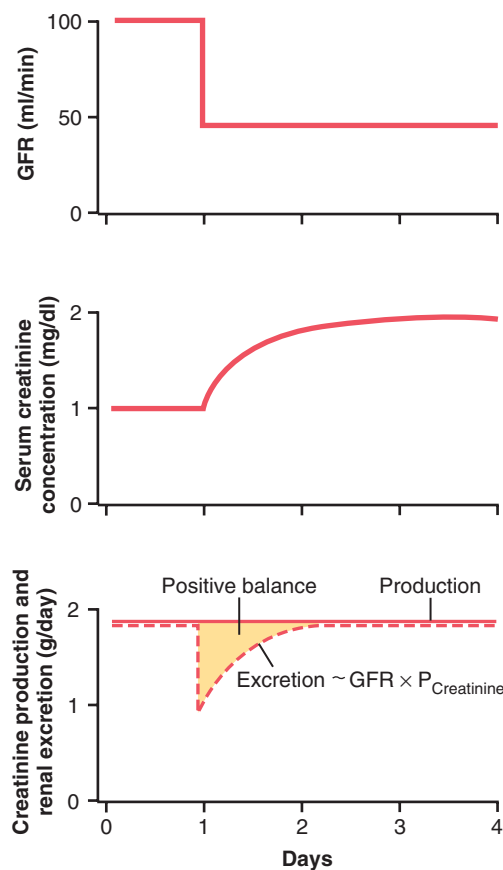 GFR (ml/min)
100
50
0
Serum creatinine
concentration (mg/dl)
2
1
0
Creatinine production and
renal excretion (g/day)
Positive balance
Production
2
Excretion ~ GFR × PCreatinine
1
0
0 1 2 3 4
Days